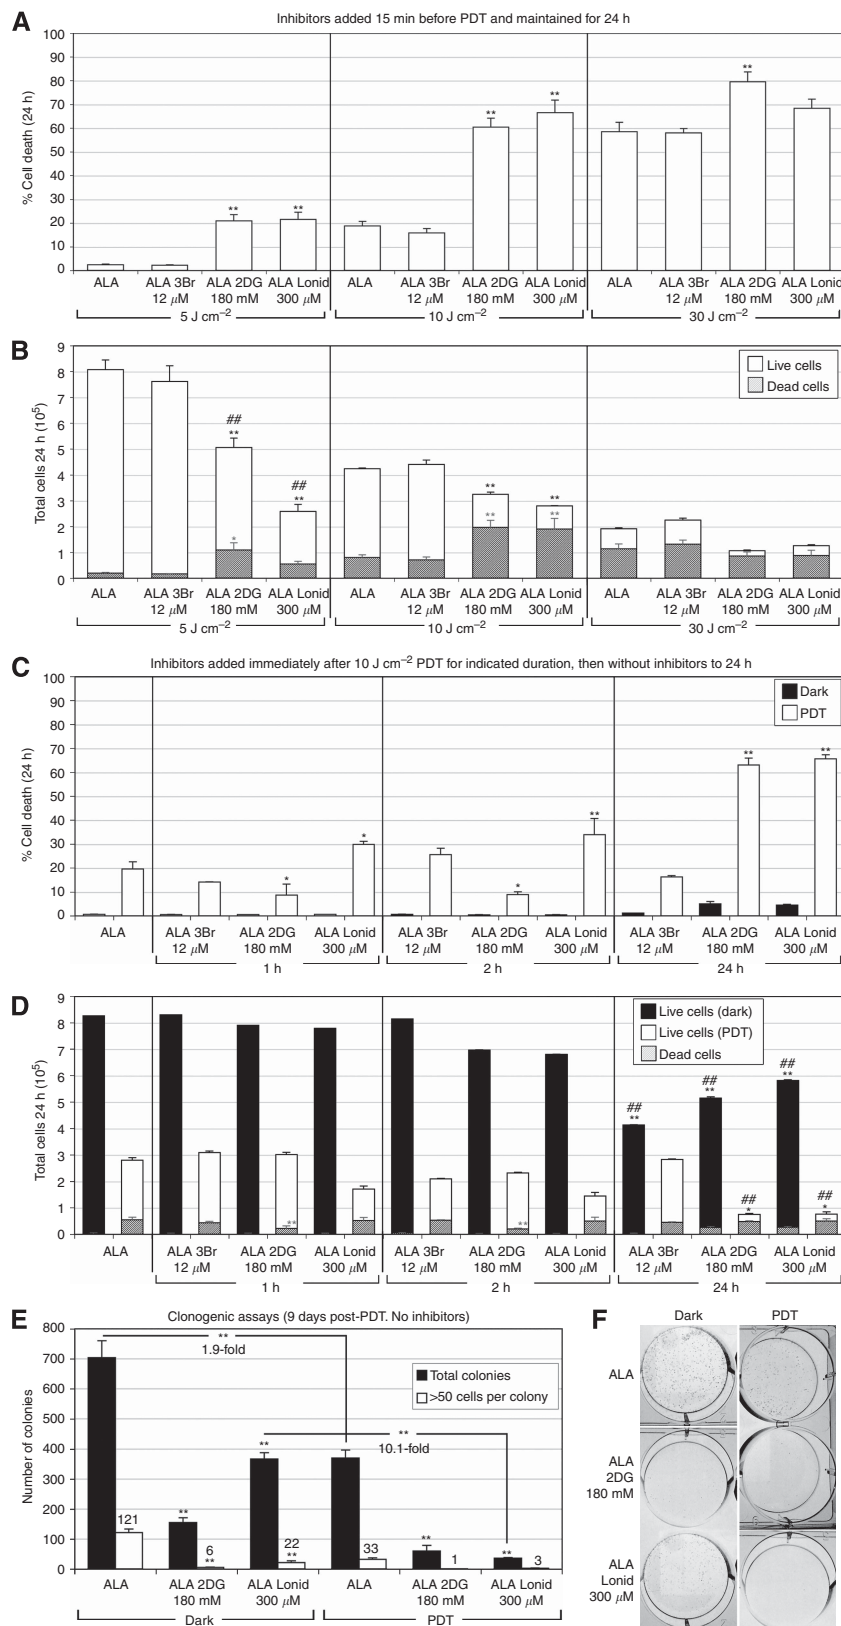 A
Inhibitors added 15 min before PDT and maintained for 24 h
% Cell death (24 h)
100
90
80
70
60
50
40
30
20
10
0
** ** ** ** **
ALA ALA 3Br ALA 2DG ALA Lonid ALA ALA 3Br ALA 2DG ALA Lonid ALA ALA 3Br ALA 2DG ALA Lonid
12 μM 180 mM 300 μM 12 μM 180 mM 300 μM 12 μM 180 mM 300 μM
5 J cm⁻² 10 J cm⁻² 30 J cm⁻²
B
Total cells 24 h (10⁵)
9
8
7
6
5
4
3
2
1
0
Live cells
Dead cells
## ##
** ** ** **
* ** **
ALA ALA 3Br ALA 2DG ALA Lonid ALA ALA 3Br ALA 2DG ALA Lonid ALA ALA 3Br ALA 2DG ALA Lonid
12 μM 180 mM 300 μM 12 μM 180 mM 300 μM 12 μM 180 mM 300 μM
5 J cm⁻² 10 J cm⁻² 30 J cm⁻²
C
Inhibitors added immediately after 10 J cm⁻² PDT for indicated duration, then without inhibitors to 24 h
% Cell death (24 h)
100
90
80
70
60
50
40
30
20
10
0
Dark
PDT
* * * ** ** **
ALA ALA 3Br ALA 2DG ALA Lonid ALA 3Br ALA 2DG ALA Lonid ALA 3Br ALA 2DG ALA Lonid
12 μM 180 mM 300 μM 12 μM 180 mM 300 μM 12 μM 180 mM 300 μM
1 h 2 h 24 h
D
Total cells 24 h (10⁵)
9
8
7
6
5
4
3
2
1
0
Live cells (dark)
Live cells (PDT)
Dead cells
## ## ##
** ** **
## ##
* *
** **
ALA ALA 3Br ALA 2DG ALA Lonid ALA 3Br ALA 2DG ALA Lonid ALA 3Br ALA 2DG ALA Lonid
12 μM 180 mM 300 μM 12 μM 180 mM 300 μM 12 μM 180 mM 300 μM
1 h 2 h 24 h
E
Clonogenic assays (9 days post-PDT. No inhibitors)
Number of colonies
800
700
600
500
400
300
200
100
0
**
1.9-fold
Total colonies
>50 cells per colony
**
10.1-fold
121
**
6
**
**
22
**
33
**
1
**
3
ALA ALA 2DG ALA Lonid ALA ALA 2DG ALA Lonid
180 mM 300 μM 180 mM 300 μM
Dark PDT
F
Dark PDT
ALA
ALA
2DG
180 mM
ALA
Lonid
300 μM